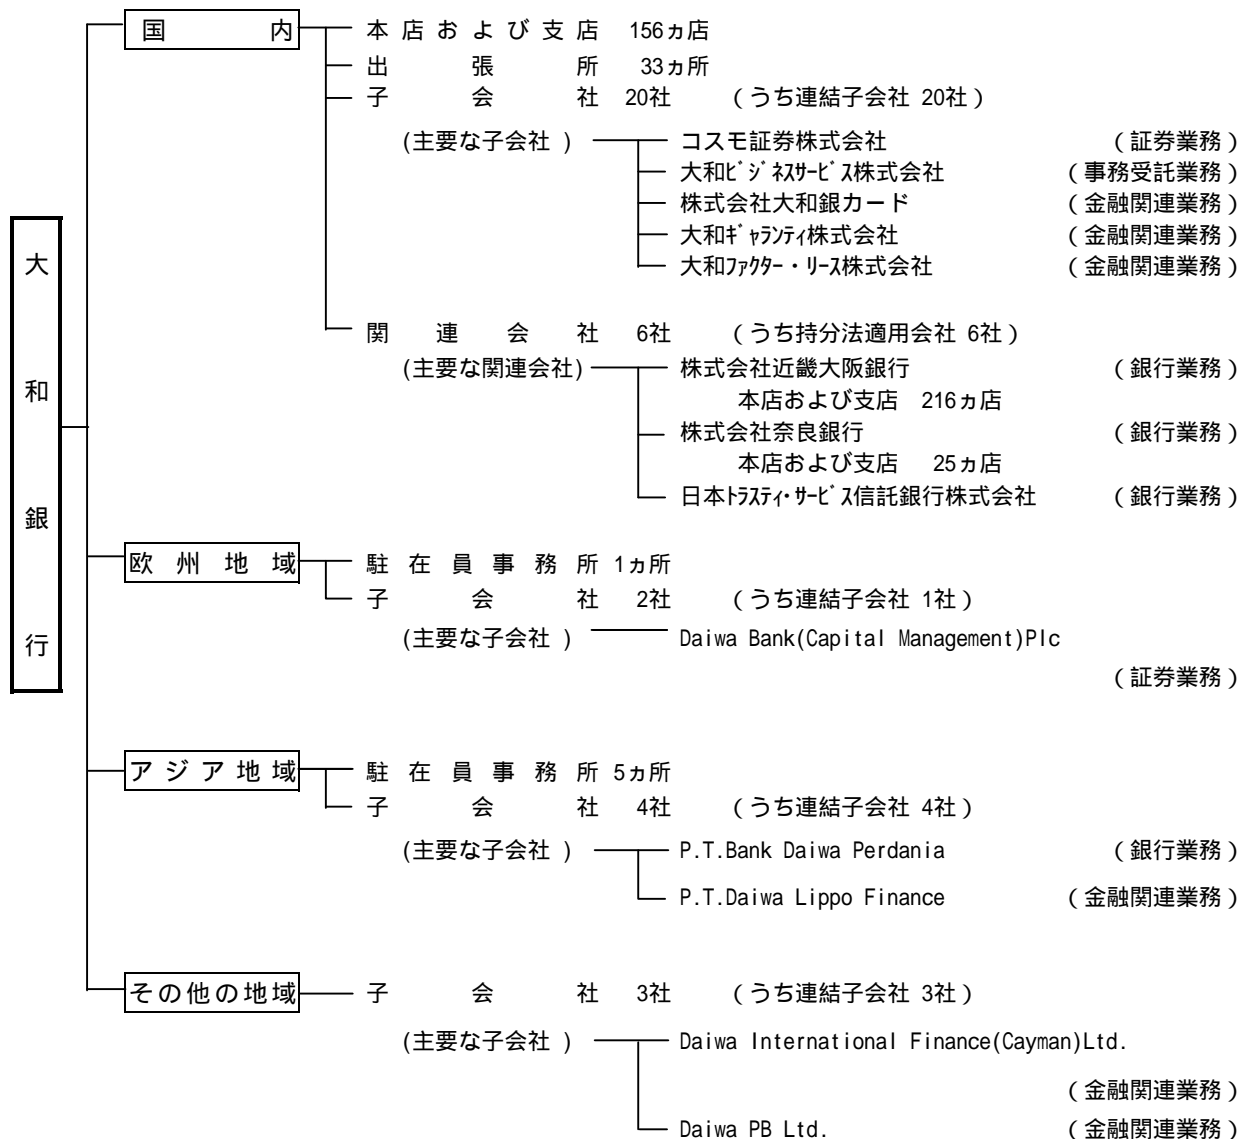 大和銀行
国内
本店および支店 156ヵ店
出張所 33ヵ所
子会社 20社 (うち連結子会社 20社)
(主要な子会社) コスモ証券株式会社 (証券業務)
大和ビジネスサービス株式会社 (事務受託業務)
株式会社大和銀カード (金融関連業務)
大和ギャランティ株式会社 (金融関連業務)
大和ファクター・リース株式会社 (金融関連業務)
関連会社 6社 (うち持分法適用会社 6社)
(主要な関連会社) 株式会社近畿大阪銀行 (銀行業務)
本店および支店 216ヵ店
株式会社奈良銀行 (銀行業務)
本店および支店 25ヵ店
日本トラスティ・サービス信託銀行株式会社 (銀行業務)
欧州地域
駐在員事務所 1ヵ所
子会社 2社 (うち連結子会社 1社)
(主要な子会社) Daiwa Bank(Capital Management)Plc
(証券業務)
アジア地域
駐在員事務所 5ヵ所
子会社 4社 (うち連結子会社 4社)
(主要な子会社) P.T.Bank Daiwa Perdania (銀行業務)
P.T.Daiwa Lippo Finance (金融関連業務)
その他の地域
子会社 3社 (うち連結子会社 3社)
(主要な子会社) Daiwa International Finance(Cayman)Ltd.
(金融関連業務)
Daiwa PB Ltd. (金融関連業務)